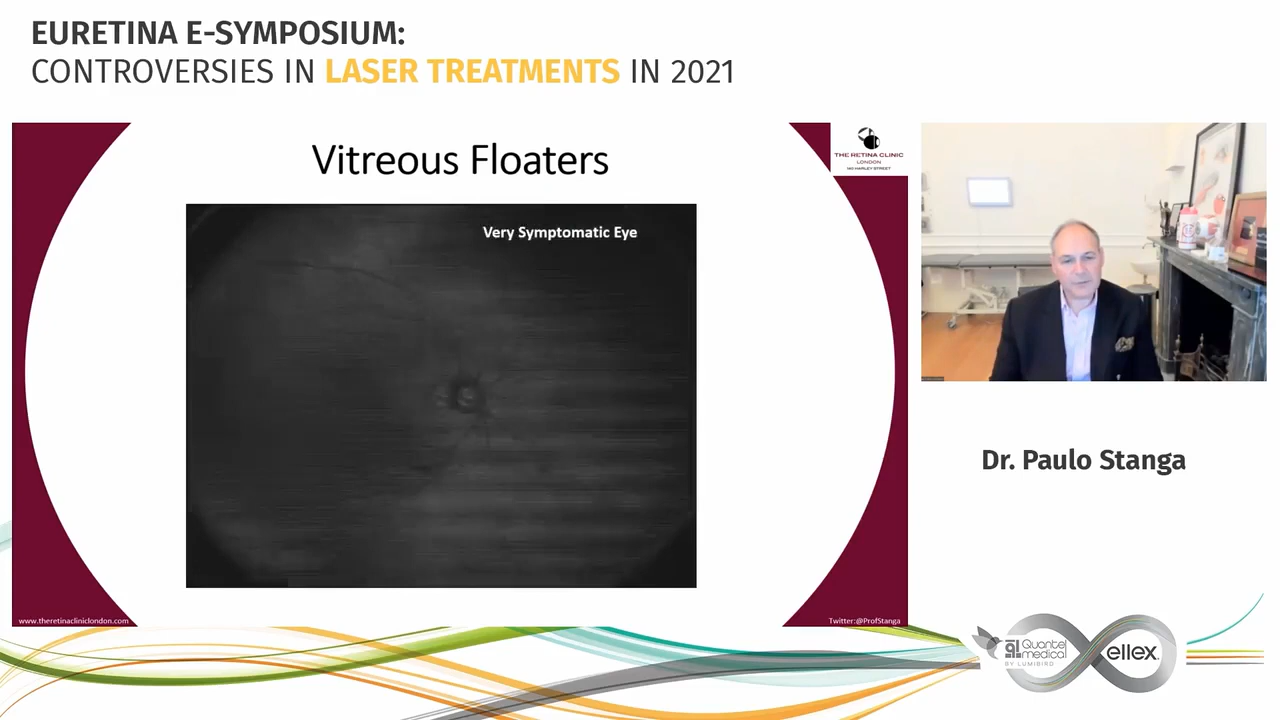 EURETINA E-SYMPOSIUM:
CONTROVERSIES IN LASER TREATMENTS IN 2021
Vitreous Floaters
THE RETINA CLINIC
LONDON
140 HARLEY STREET
Very Symptomatic Eye
www.theretinacliniclondon.com
Twitter:@ProfStanga
Dr. Paulo Stanga
Quantel
medical
BY LUMIBIRD
ellex